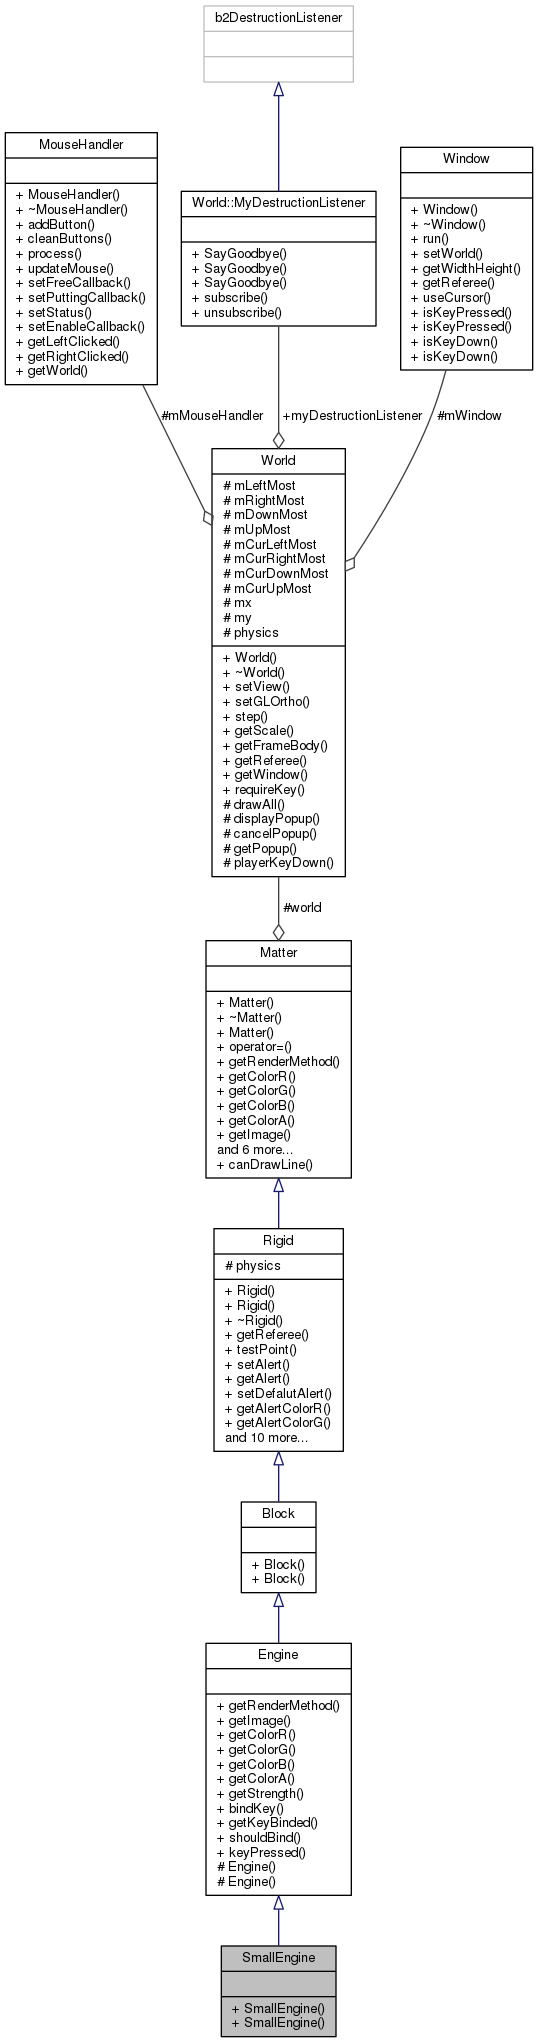 b2DestructionListener
MouseHandler
+ MouseHandler()
+ ~MouseHandler()
+ addButton()
+ cleanButtons()
+ process()
+ updateMouse()
+ setFreeCallback()
+ setPuttingCallback()
+ setStatus()
+ setEnableCallback()
+ getLeftClicked()
+ getRightClicked()
+ getWorld()
World::MyDestructionListener
+ SayGoodbye()
+ SayGoodbye()
+ SayGoodbye()
+ subscribe()
+ unsubscribe()
Window
+ Window()
+ ~Window()
+ run()
+ setWorld()
+ getWidthHeight()
+ getReferee()
+ useCursor()
+ isKeyPressed()
+ isKeyPressed()
+ isKeyDown()
+ isKeyDown()
#mMouseHandler
+myDestructionListener
#mWindow
World
# mLeftMost
# mRightMost
# mDownMost
# mUpMost
# mCurLeftMost
# mCurRightMost
# mCurDownMost
# mCurUpMost
# mx
# my
# physics
+ World()
+ ~World()
+ setView()
+ setGLOrtho()
+ step()
+ getScale()
+ getFrameBody()
+ getReferee()
+ getWindow()
+ requireKey()
# drawAll()
# displayPopup()
# cancelPopup()
# getPopup()
# playerKeyDown()
#world
Matter
+ Matter()
+ ~Matter()
+ Matter()
+ operator=()
+ getRenderMethod()
+ getColorR()
+ getColorG()
+ getColorB()
+ getColorA()
+ getImage()
and 6 more...
+ canDrawLine()
Rigid
# physics
+ Rigid()
+ Rigid()
+ ~Rigid()
+ getReferee()
+ testPoint()
+ setAlert()
+ getAlert()
+ setDefalutAlert()
+ getAlertColorR()
+ getAlertColorG()
and 10 more...
Block
+ Block()
+ Block()
Engine
+ getRenderMethod()
+ getImage()
+ getColorR()
+ getColorG()
+ getColorB()
+ getColorA()
+ getStrength()
+ bindKey()
+ getKeyBinded()
+ shouldBind()
+ keyPressed()
# Engine()
# Engine()
SmallEngine
+ SmallEngine()
+ SmallEngine()